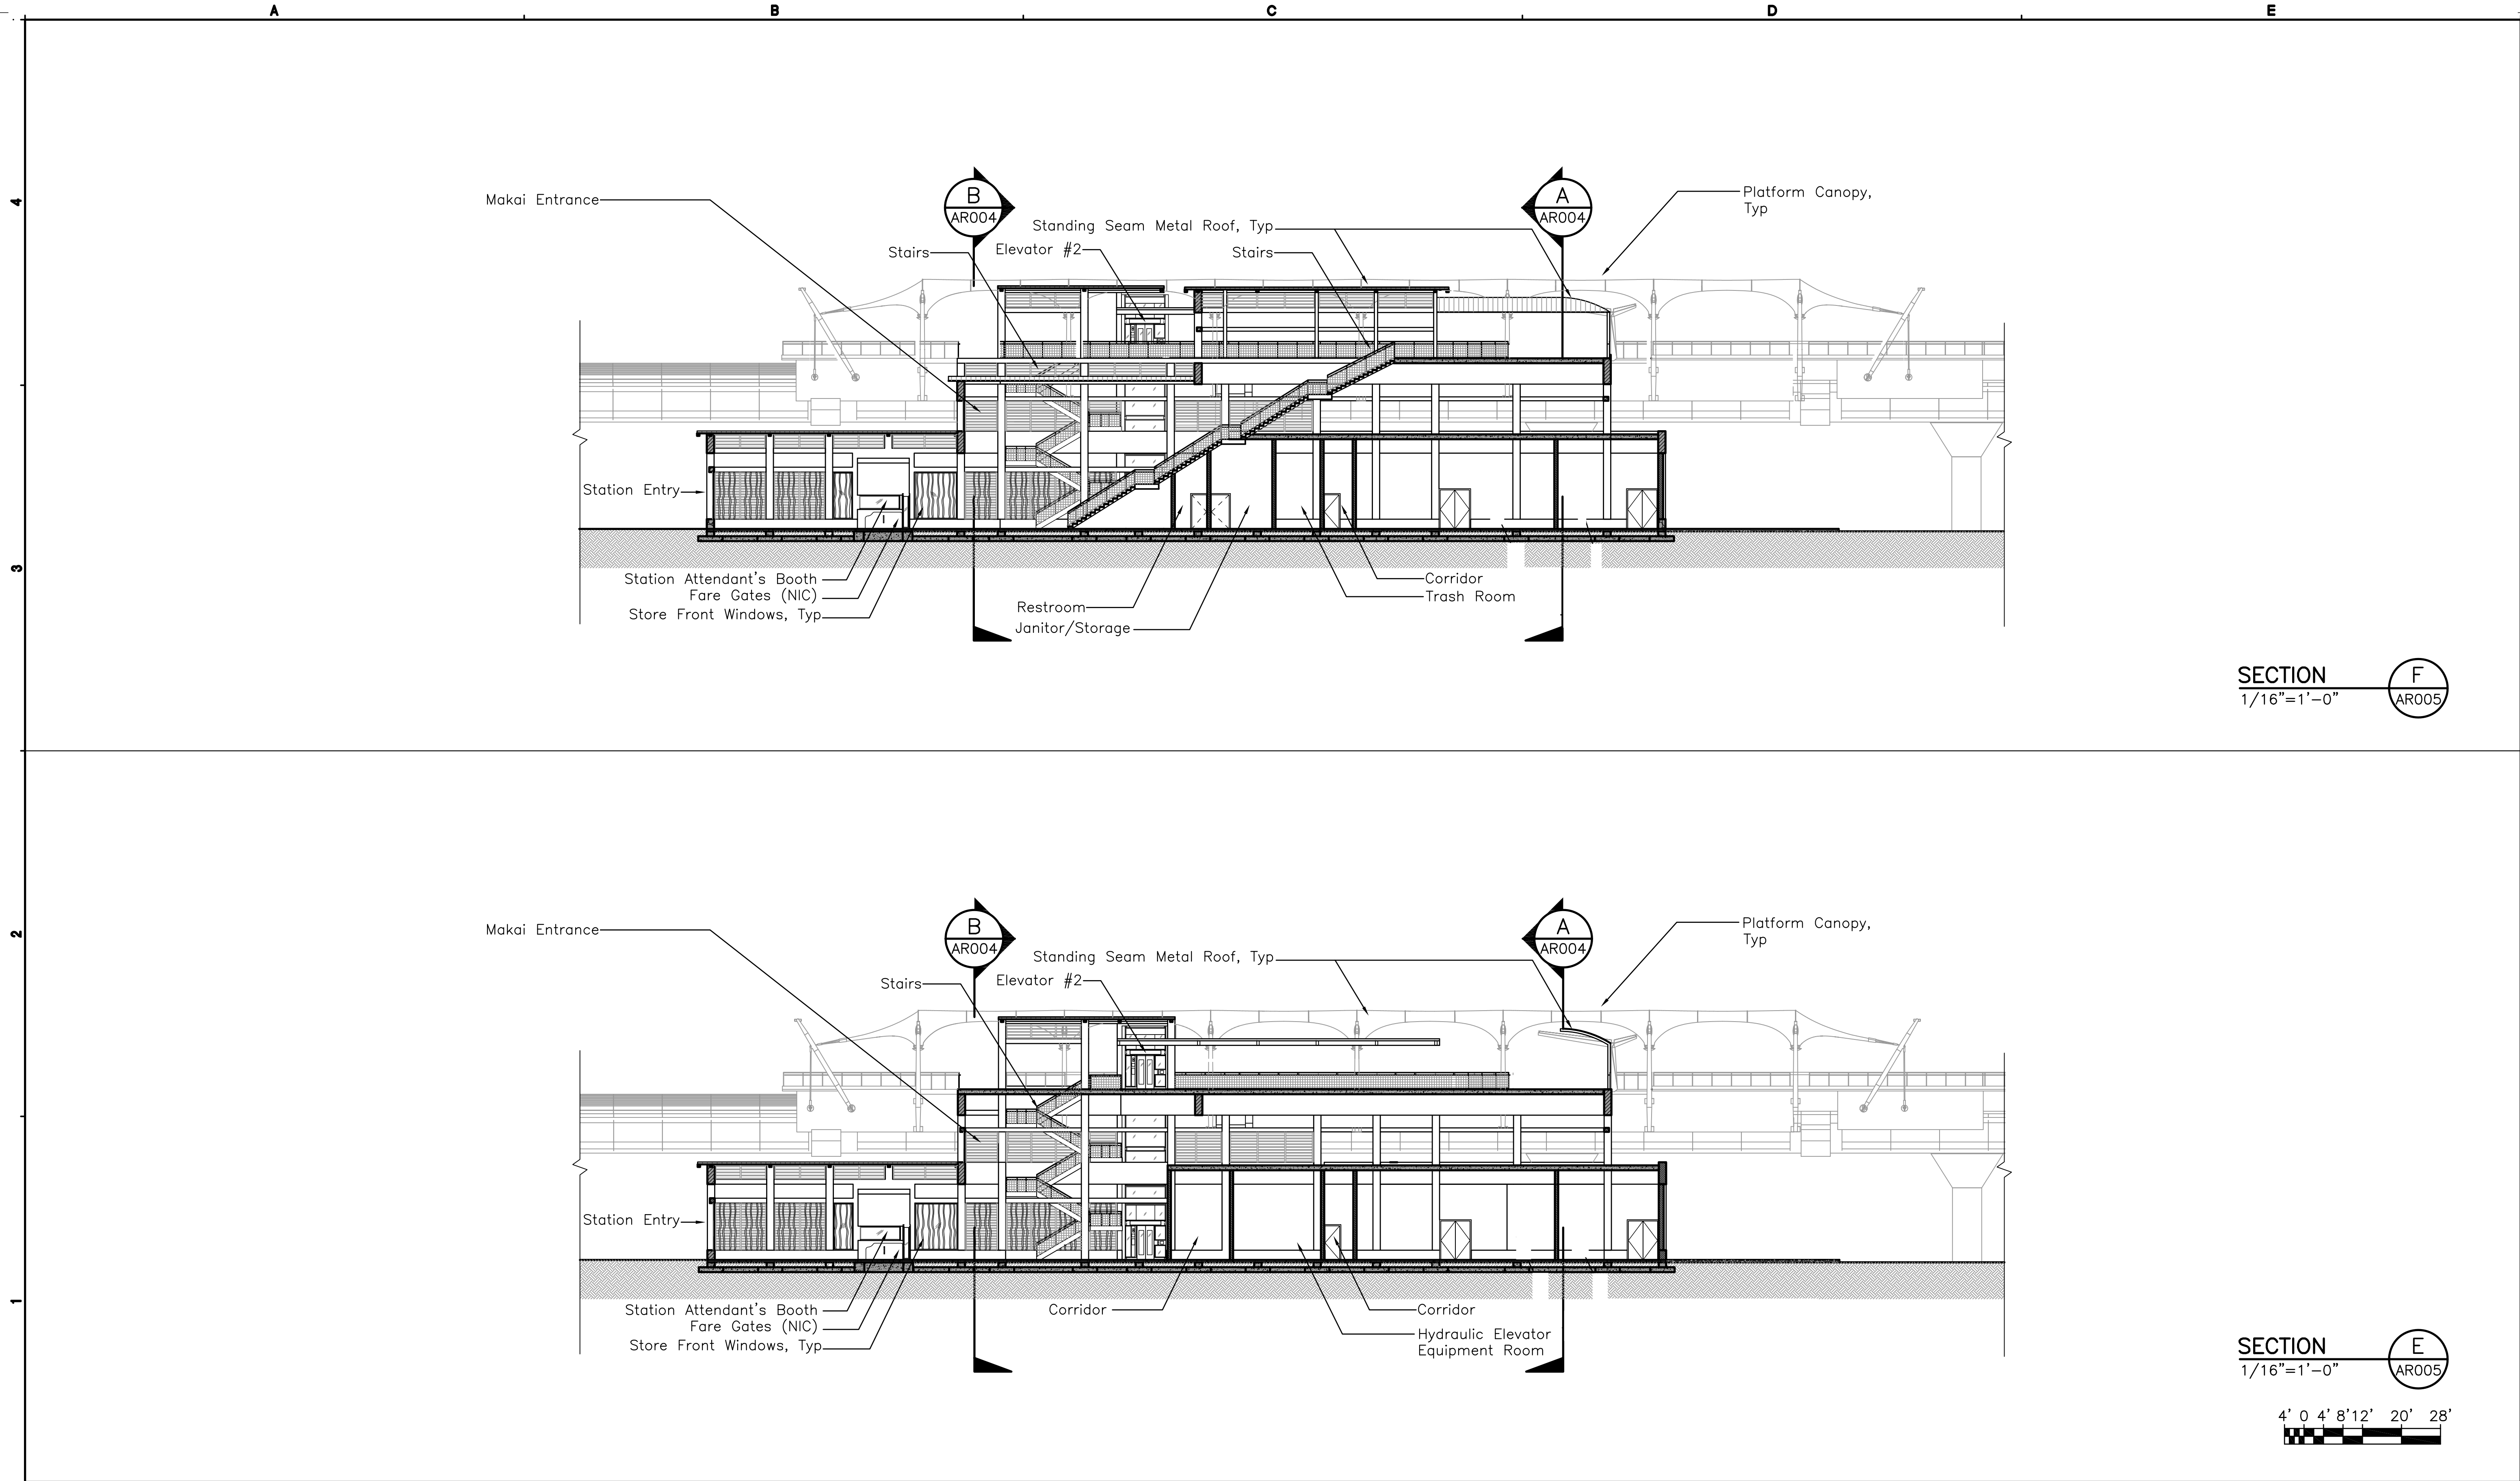 A B C D E
4
Makai Entrance
B
AR004
A
AR004
Platform Canopy,
Typ
Standing Seam Metal Roof, Typ
Stairs
Elevator #2
Stairs
Station Entry
3
Station Attendant's Booth
Fare Gates (NIC)
Store Front Windows, Typ
Restroom
Janitor/Storage
Corridor
Trash Room
SECTION
1/16"=1'-0"
F
AR005
2
Makai Entrance
B
AR004
A
AR004
Platform Canopy,
Typ
Standing Seam Metal Roof, Typ
Stairs
Elevator #2
Station Entry
1
Station Attendant's Booth
Fare Gates (NIC)
Store Front Windows, Typ
Corridor
Corridor
Hydraulic Elevator
Equipment Room
SECTION
1/16"=1'-0"
E
AR005
4' 0 4' 8' 12' 20' 28'